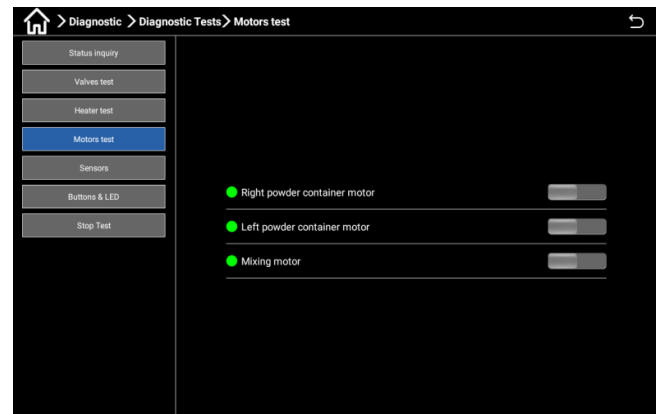 > Diagnostic > Diagnostic Tests > Motors test
Status inquiry
Valves test
Heater test
Motors test
Sensors
Buttons & LED
Stop Test
Right powder container motor
Left powder container motor
Mixing motor